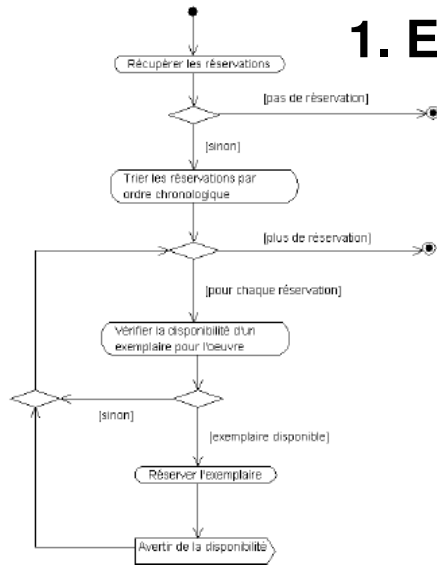 1. E
Récupérer les réservations
[pas de réservation]
[sinon]
Trier les réservations par
ordre chronologique
[plus de réservation]
[pour chaque réservation]
Vérifier la disponibilité d'un
exemplaire pour l'oeuvre
[sinon]
[exemplaire disponible]
Réserver l'exemplaire
Avertir de la disponibilité